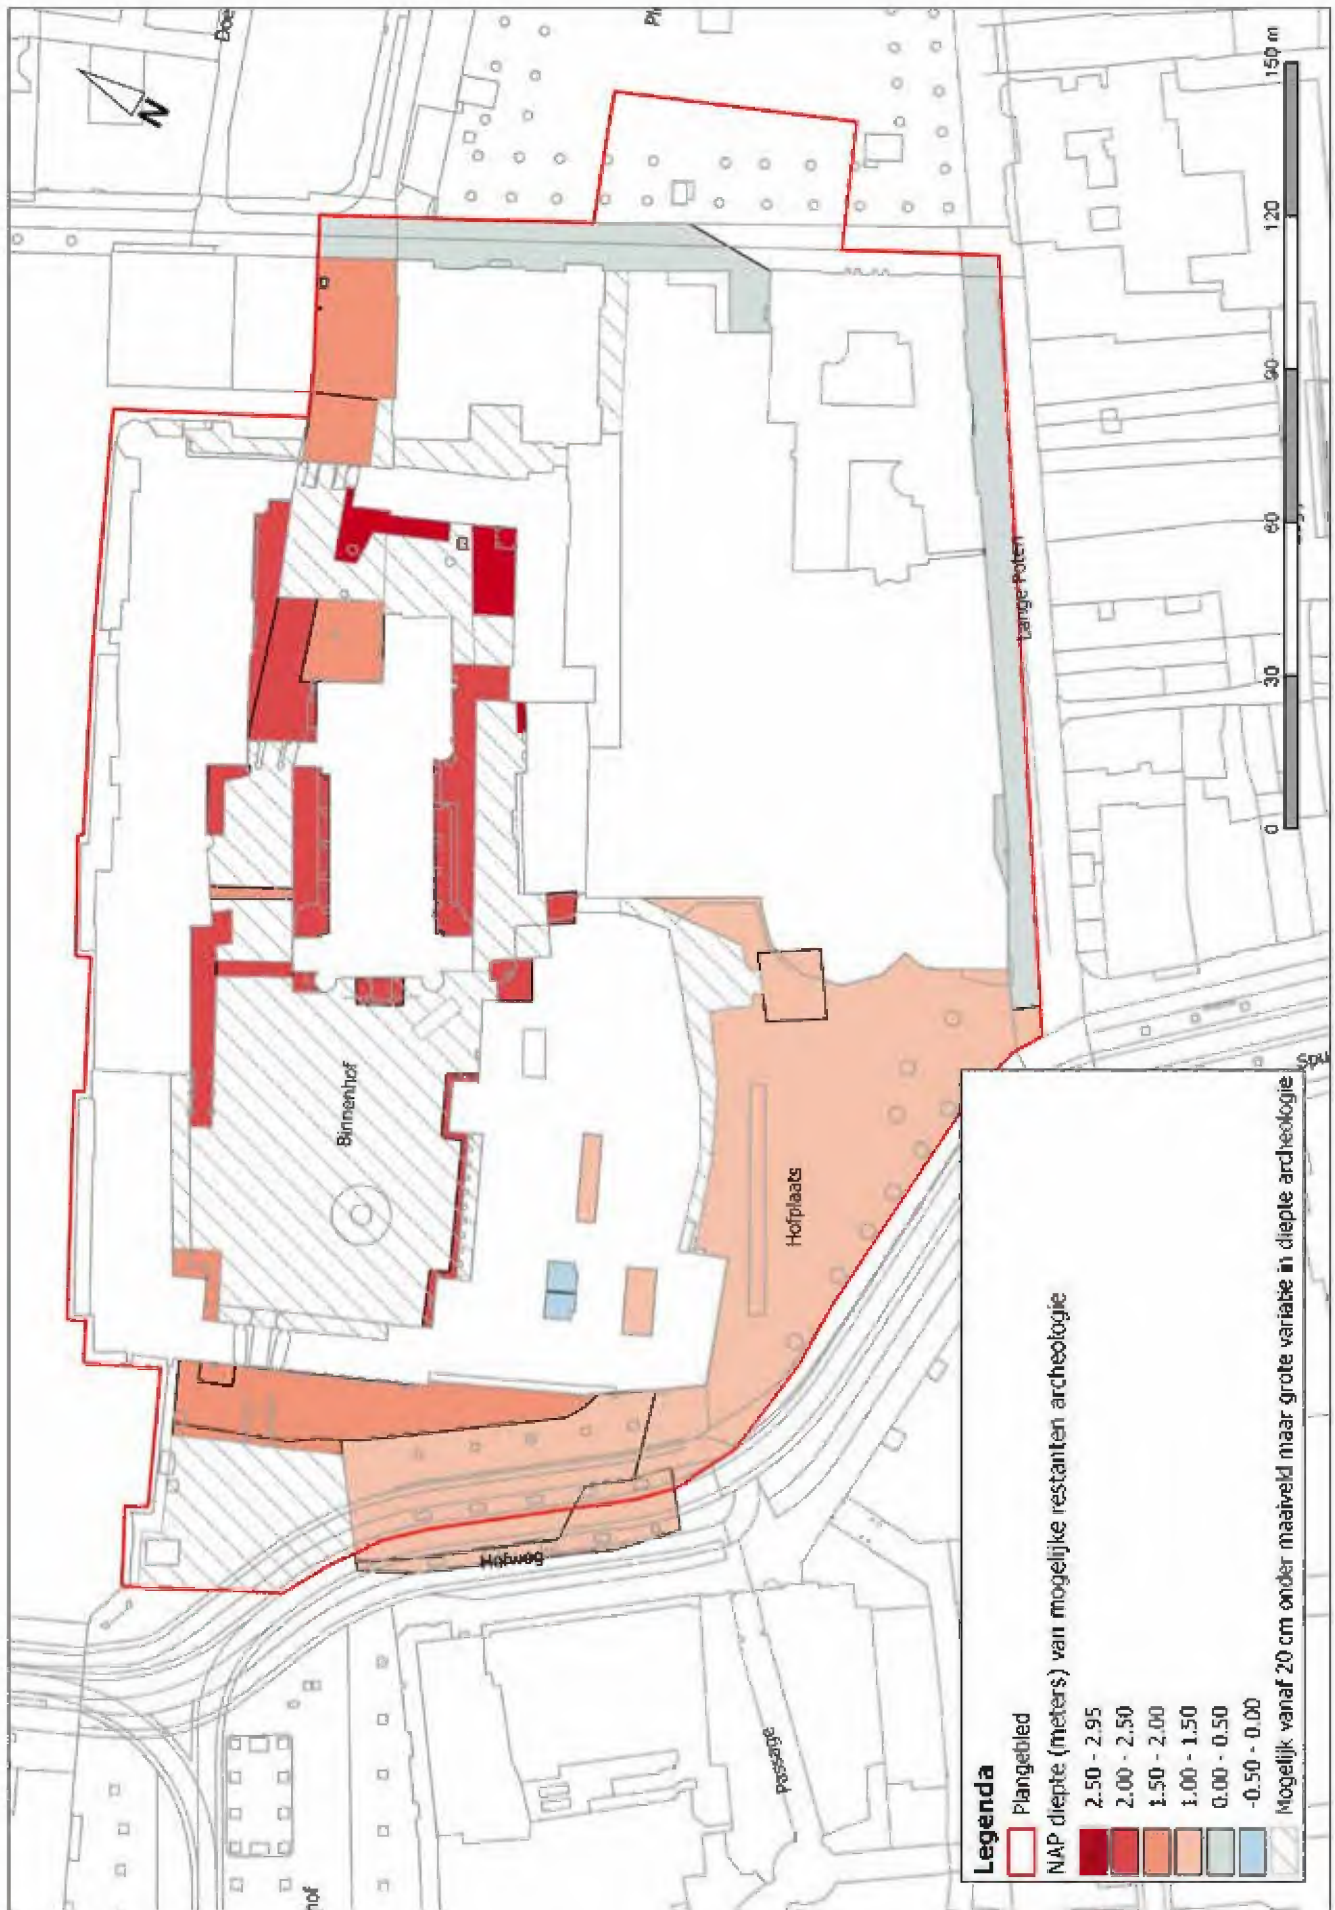 Doe
N
Binnenhof
Hofplaats
Hofweg
Lange Poten
Passage
hof
Spu
0 30 60 90 120 150 m
Legenda
Plangebied
NAP diepte (meters) van mogelijke restanten archeologie
2.50 - 2.95
2.00 - 2.50
1.50 - 2.00
1.00 - 1.50
0.00 - 0.50
-0.50 - 0.00
Mogelijk vanaf 20 cm onder maaiveld maar grote variatie in diepte archeologie